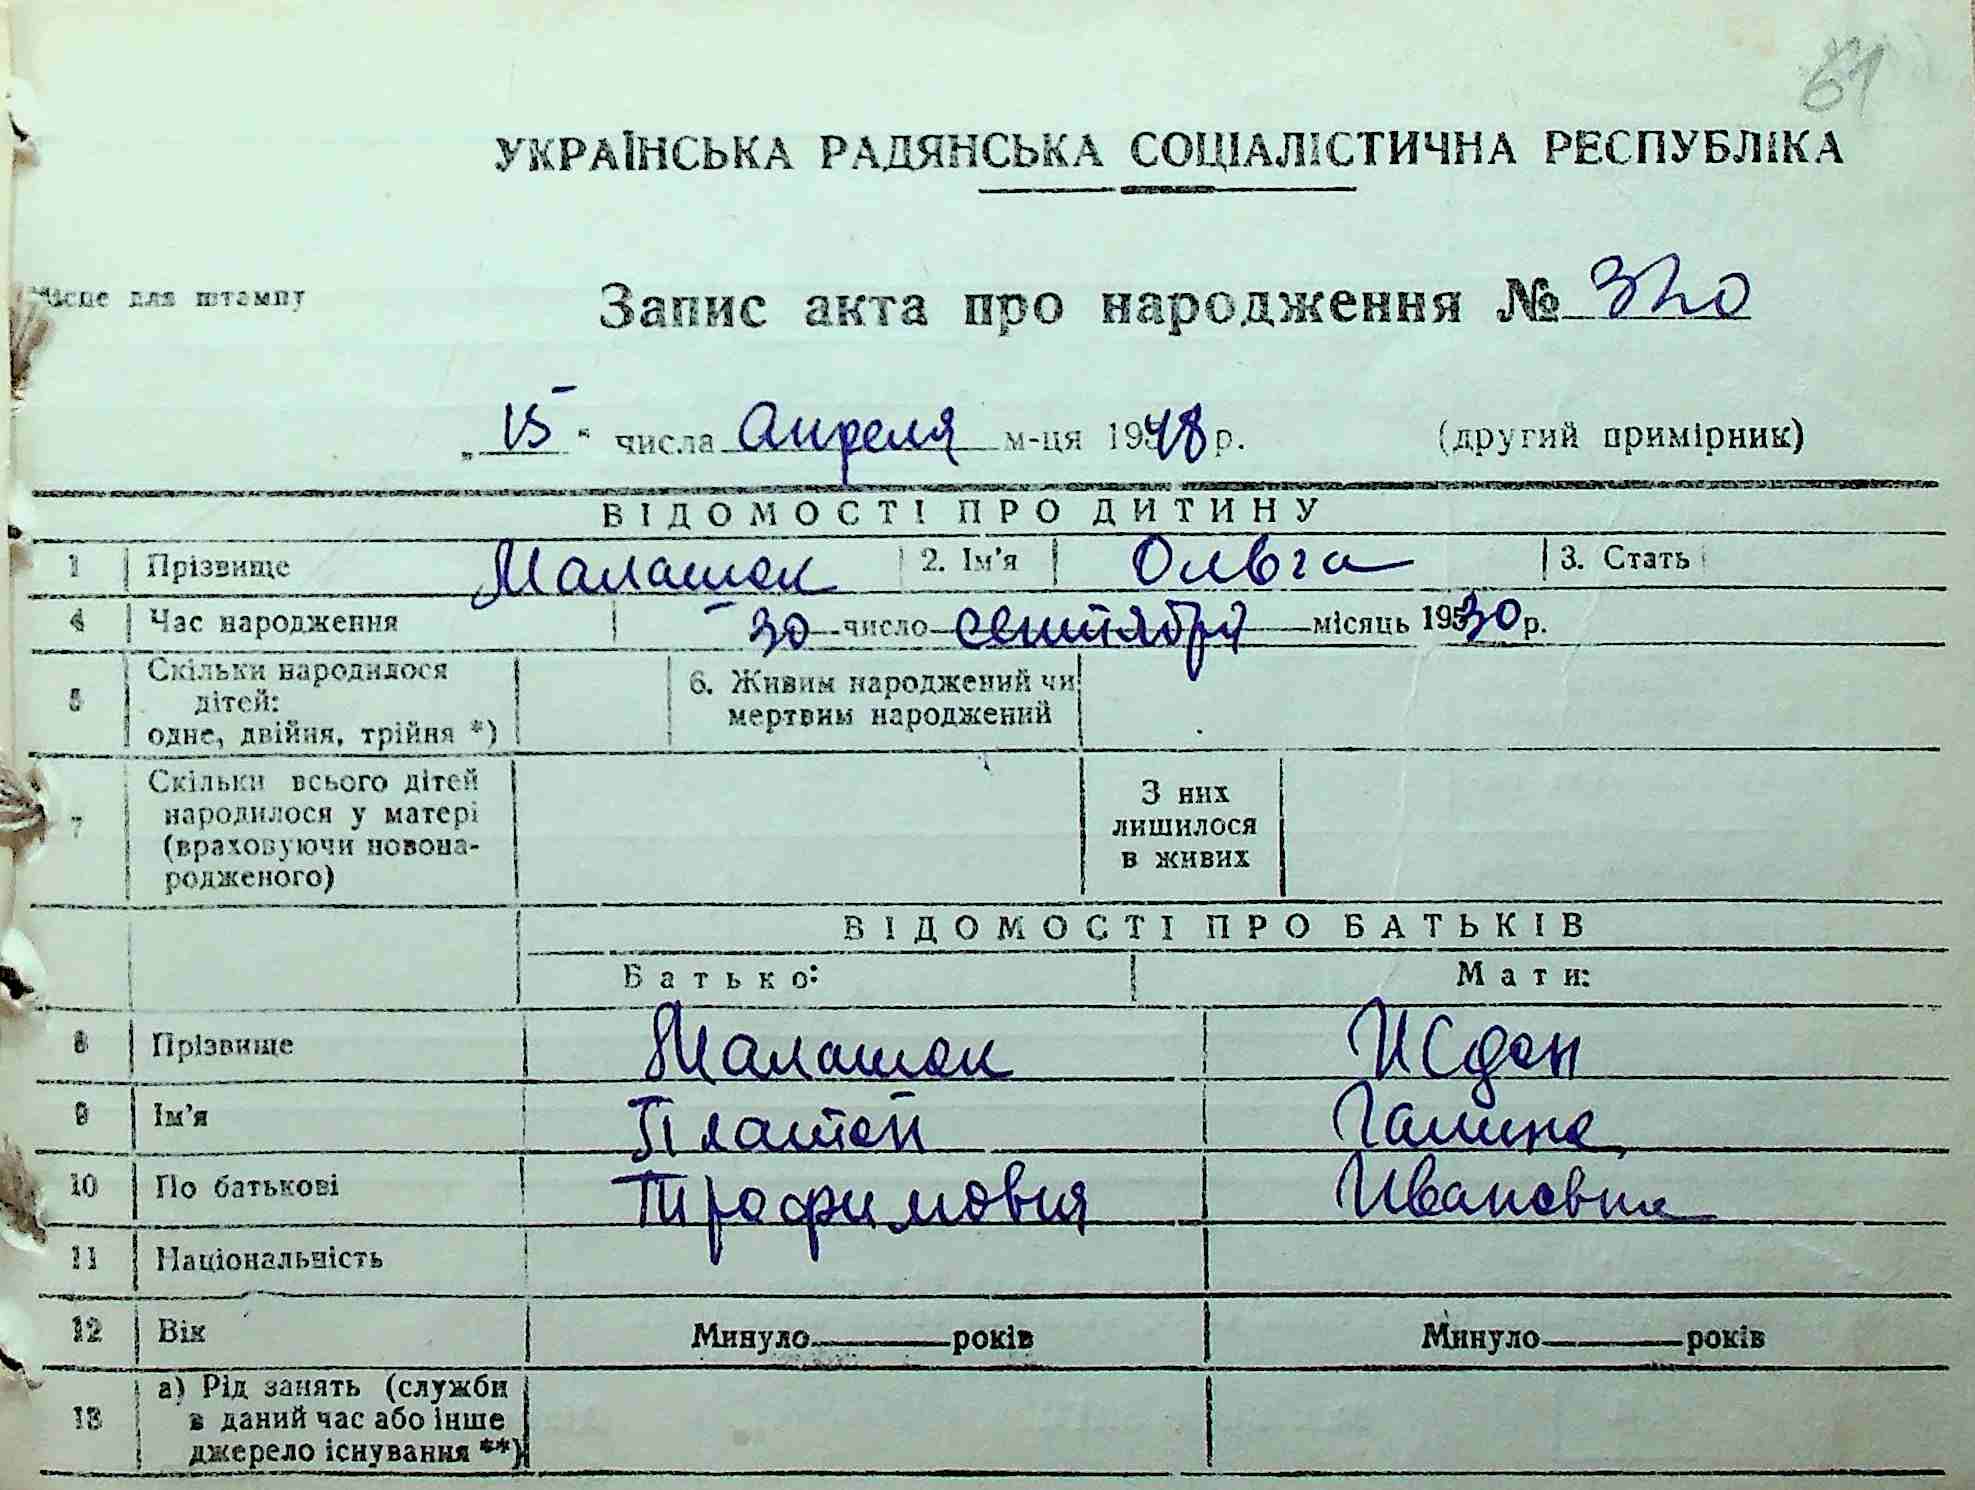 61
УКРАЇНСЬКА РАДЯНСЬКА СОЦІАЛІСТИЧНА РЕСПУБЛІКА
Місце для штампу
Запис акта про народження № 320
„15“ числа Апреля м-ця 1948 р. (другий примірник)
ВІДОМОСТІ ПРО ДИТИНУ
1 Прізвище Малашок 2. Ім'я Ольга 3. Стать
4 Час народження 30 число сентября місяць 1930 р.
5 Скільки народилося
дітей:
одне, двійня, трійня *)
6. Живим народжений чи
мертвим народжений
7 Скільки всього дітей
народилося у матері
(враховуючи новона-
родженого)
З них
лишилося
в живих
ВІДОМОСТІ ПРО БАТЬКІВ
Батько: Мати:
8 Прізвище Малашок
9 Ім'я Платон Галина
10 По батькові Трофимович Ивановна
11 Національність
12 Вік Минуло років Минуло років
13 а) Рід занять (служби
в даний час або інше
джерело існування **)